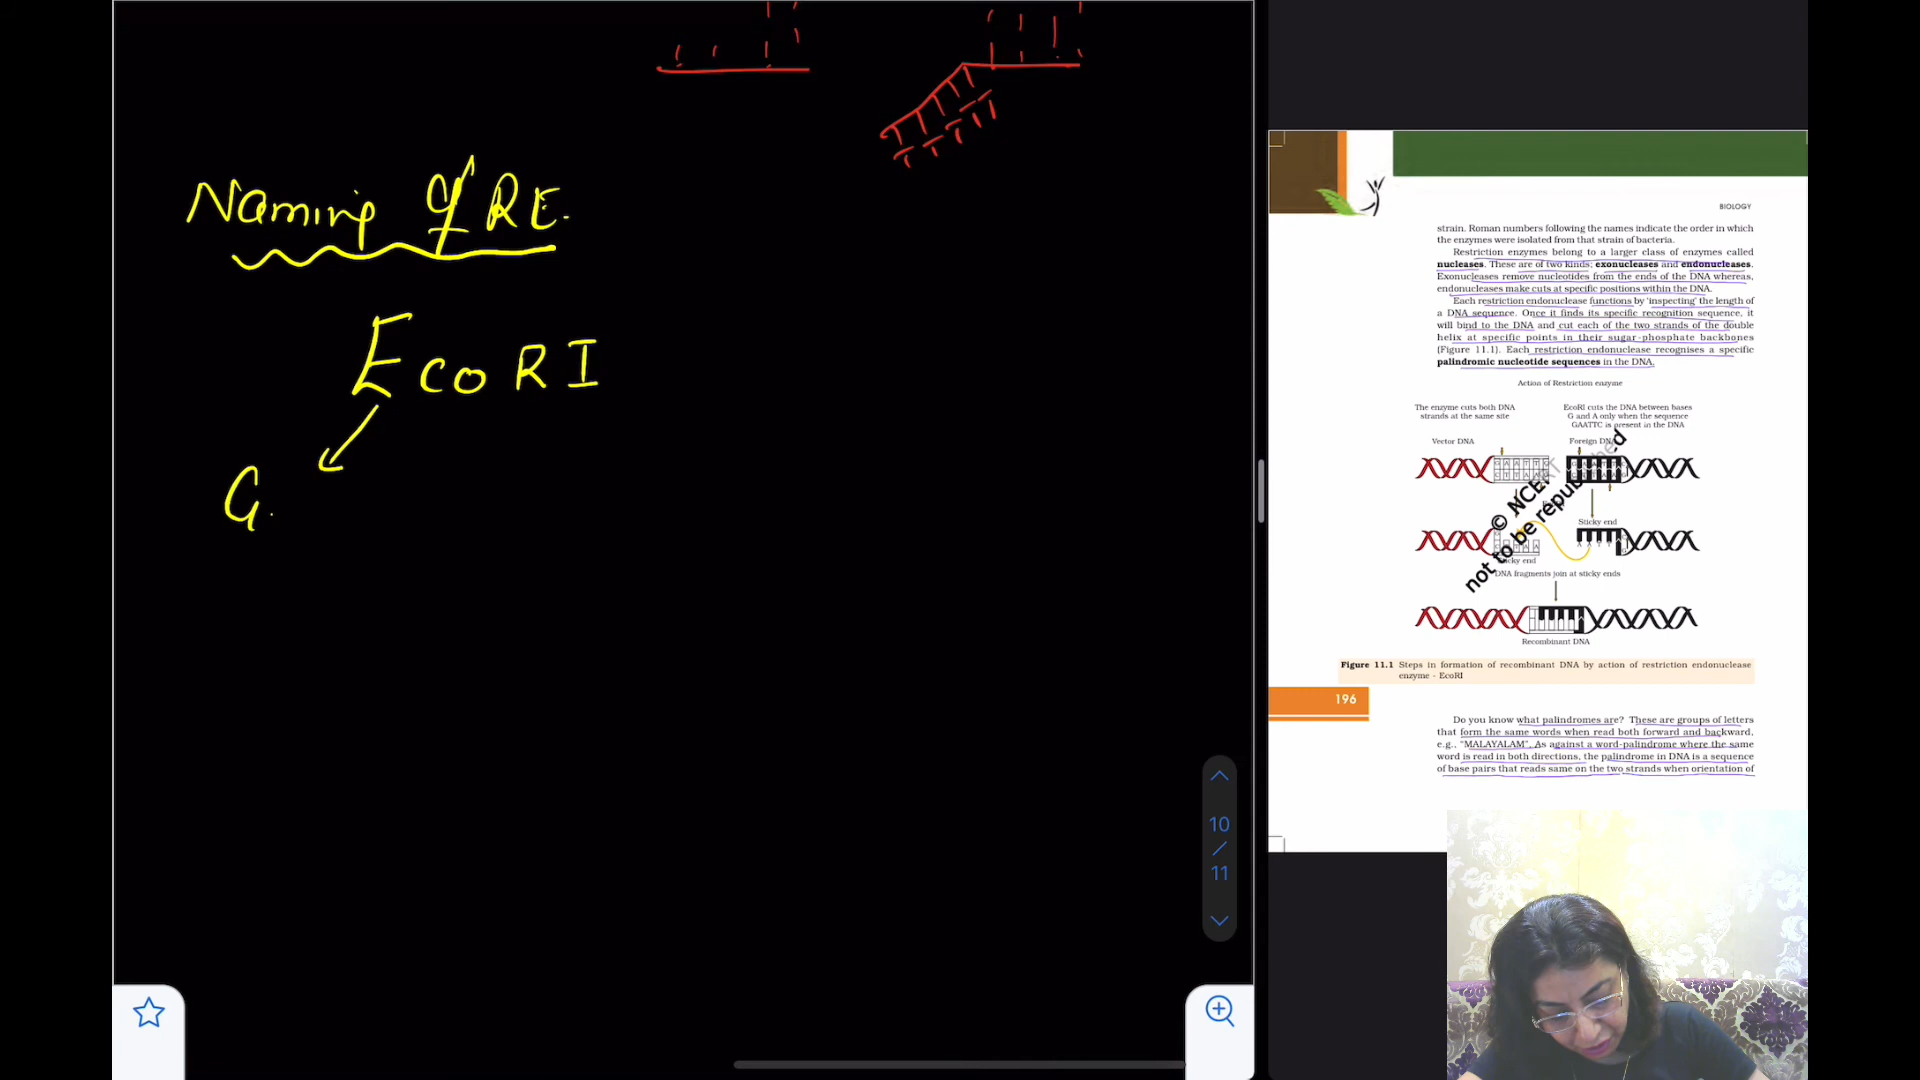 Naming of RE.
EcoRI
G
10
/
11
BIOLOGY
strain. Roman numbers following the names indicate the order in which
the enzymes were isolated from that strain of bacteria.
Restriction enzymes belong to a larger class of enzymes called
nucleases. These are of two kinds; exonucleases and endonucleases.
Exonucleases remove nucleotides from the ends of the DNA whereas,
endonucleases make cuts at specific positions within the DNA.
Each restriction endonuclease functions by ‘inspecting’ the length of
a DNA sequence. Once it finds its specific recognition sequence, it
will bind to the DNA and cut each of the two strands of the double
helix at specific points in their sugar-phosphate backbones
(Figure 11.1). Each restriction endonuclease recognises a specific
palindromic nucleotide sequences in the DNA.
Action of Restriction enzyme
The enzyme cuts both DNA
strands at the same site
EcoRI cuts the DNA between bases
G and A only when the sequence
GAATTC is present in the DNA
Vector DNA
Foreign DNA
Sticky end
DNA fragments join at sticky ends
Recombinant DNA
© NCERT
not to be republished
Figure 11.1 Steps in formation of recombinant DNA by action of restriction endonuclease
enzyme - EcoRI
196
Do you know what palindromes are? These are groups of letters
that form the same words when read both forward and backward,
e.g., “MALAYALAM”. As against a word-palindrome where the same
word is read in both directions, the palindrome in DNA is a sequence
of base pairs that reads same on the two strands when orientation of